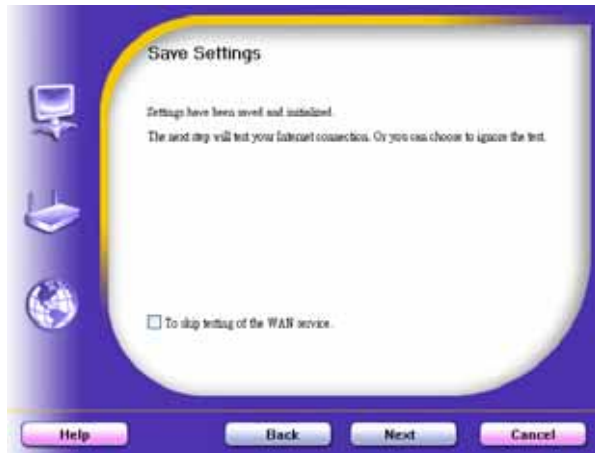 Save Settings
Settings have been saved and initialized.
The next step will test your Internet connection. Or you can choose to ignore the test.
To skip testing of the WAN service.
Help
Back
Next
Cancel